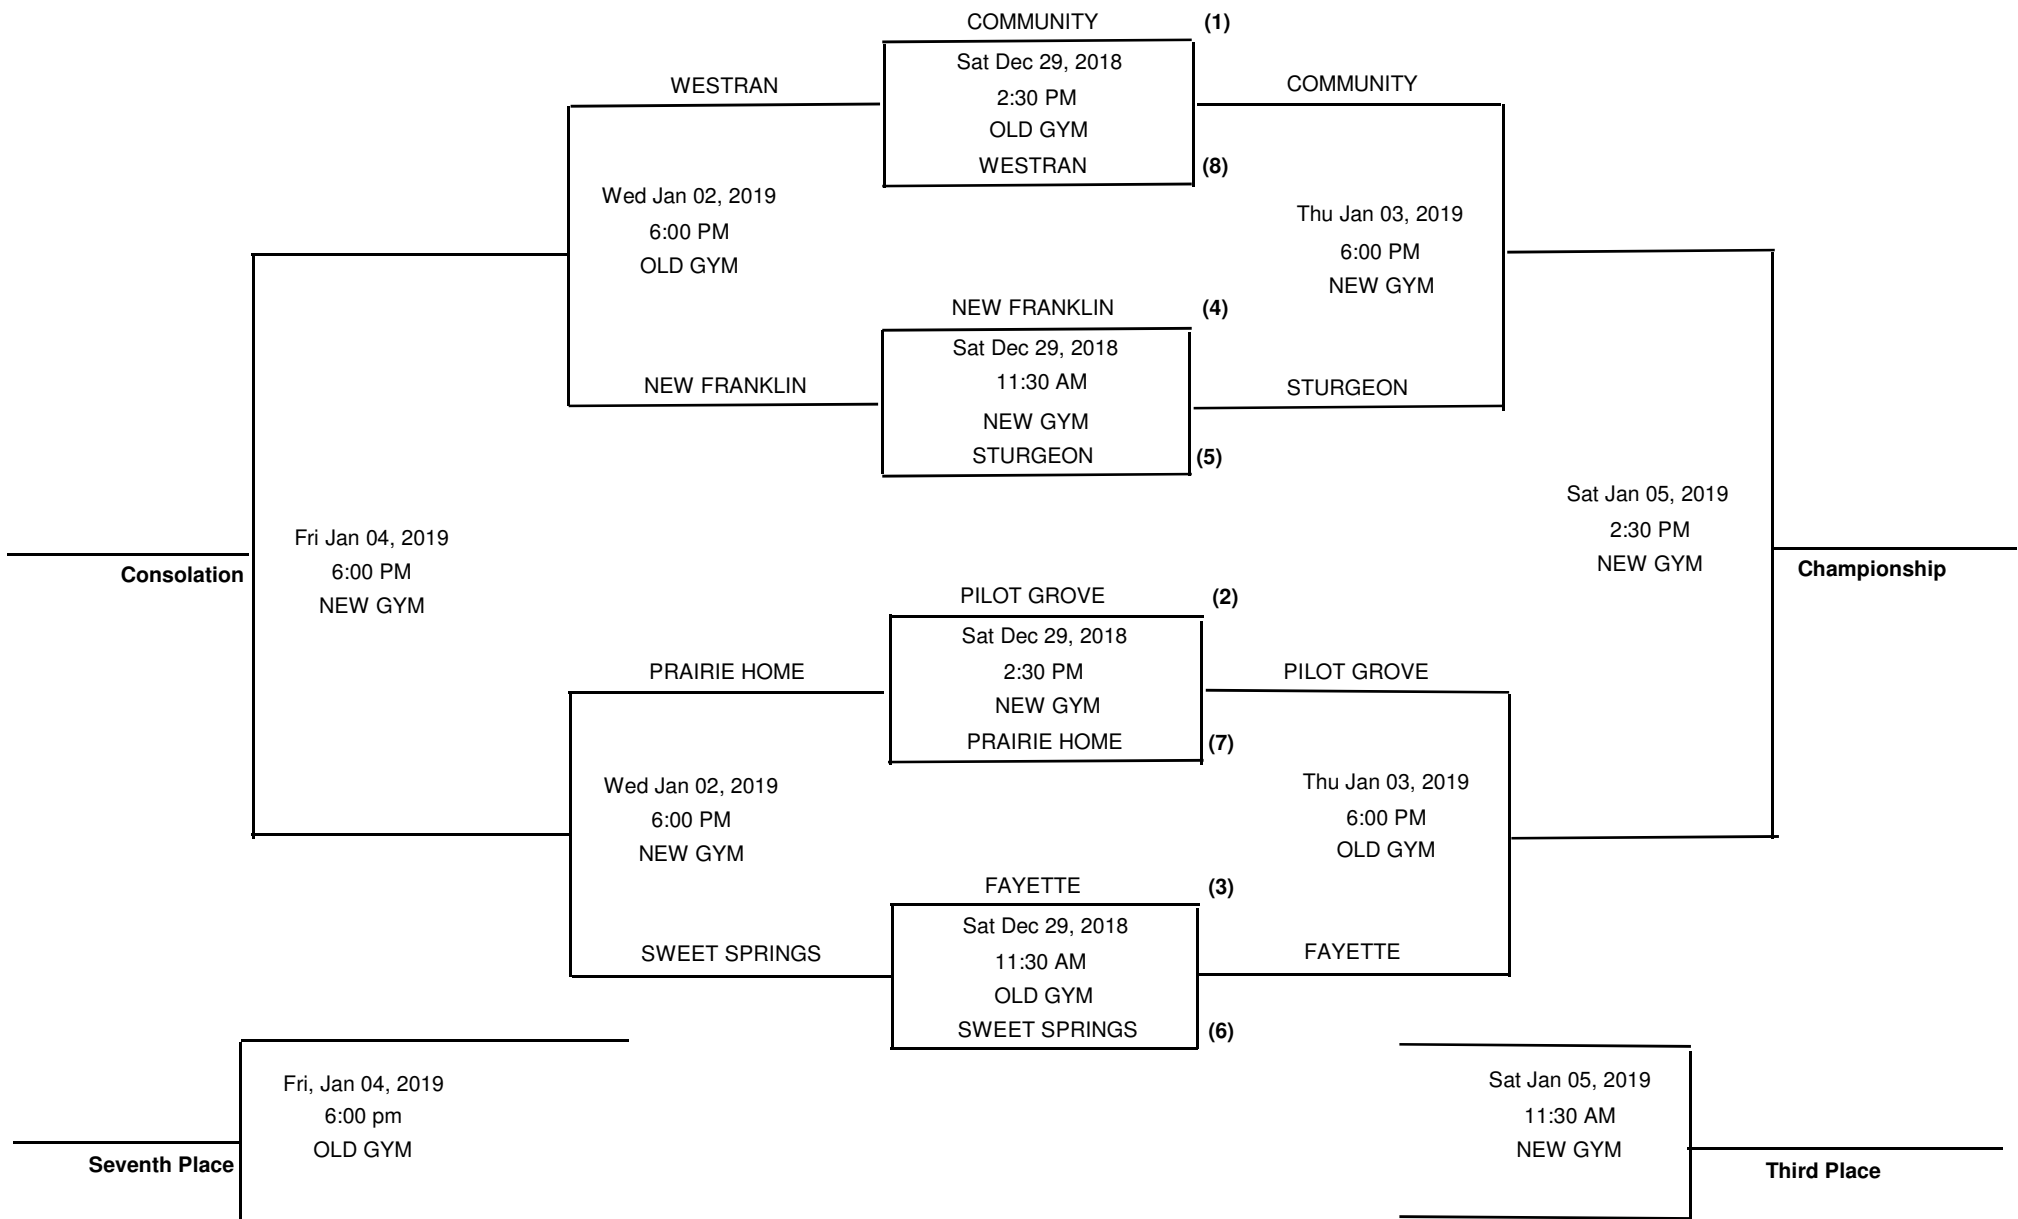 COMMUNITY (1)
Sat Dec 29, 2018
2:30 PM
OLD GYM
WESTRAN (8)
WESTRAN
COMMUNITY
Wed Jan 02, 2019
6:00 PM
OLD GYM
Thu Jan 03, 2019
6:00 PM
NEW GYM
NEW FRANKLIN (4)
Sat Dec 29, 2018
11:30 AM
NEW GYM
STURGEON (5)
NEW FRANKLIN
STURGEON
Fri Jan 04, 2019
6:00 PM
NEW GYM
Consolation
Sat Jan 05, 2019
2:30 PM
NEW GYM
Championship
PILOT GROVE (2)
Sat Dec 29, 2018
2:30 PM
NEW GYM
PRAIRIE HOME (7)
PRAIRIE HOME
PILOT GROVE
Wed Jan 02, 2019
6:00 PM
NEW GYM
Thu Jan 03, 2019
6:00 PM
OLD GYM
FAYETTE (3)
Sat Dec 29, 2018
11:30 AM
OLD GYM
SWEET SPRINGS (6)
SWEET SPRINGS
FAYETTE
Fri, Jan 04, 2019
6:00 pm
OLD GYM
Seventh Place
Sat Jan 05, 2019
11:30 AM
NEW GYM
Third Place